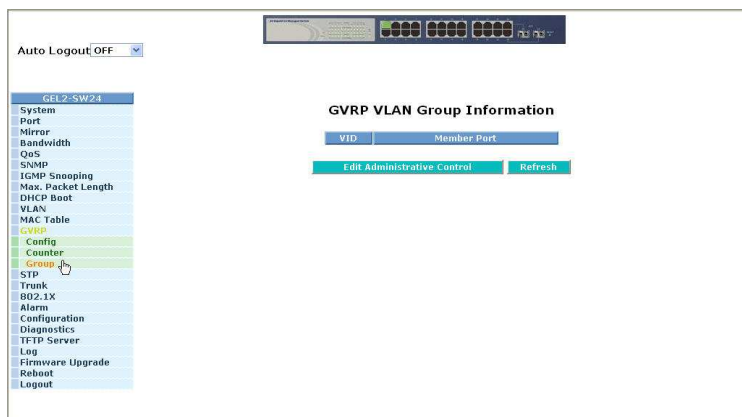 Auto Logout OFF
GEL2-SW24
System
Port
Mirror
Bandwidth
QoS
SNMP
IGMP Snooping
Max. Packet Length
DHCP Boot
VLAN
MAC Table
GVRP
Config
Counter
Group
STP
Trunk
802.1X
Alarm
Configuration
Diagnostics
TFTP Server
Log
Firmware Upgrade
Reboot
Logout
GVRP VLAN Group Information
VID Member Port
Edit Administrative Control Refresh